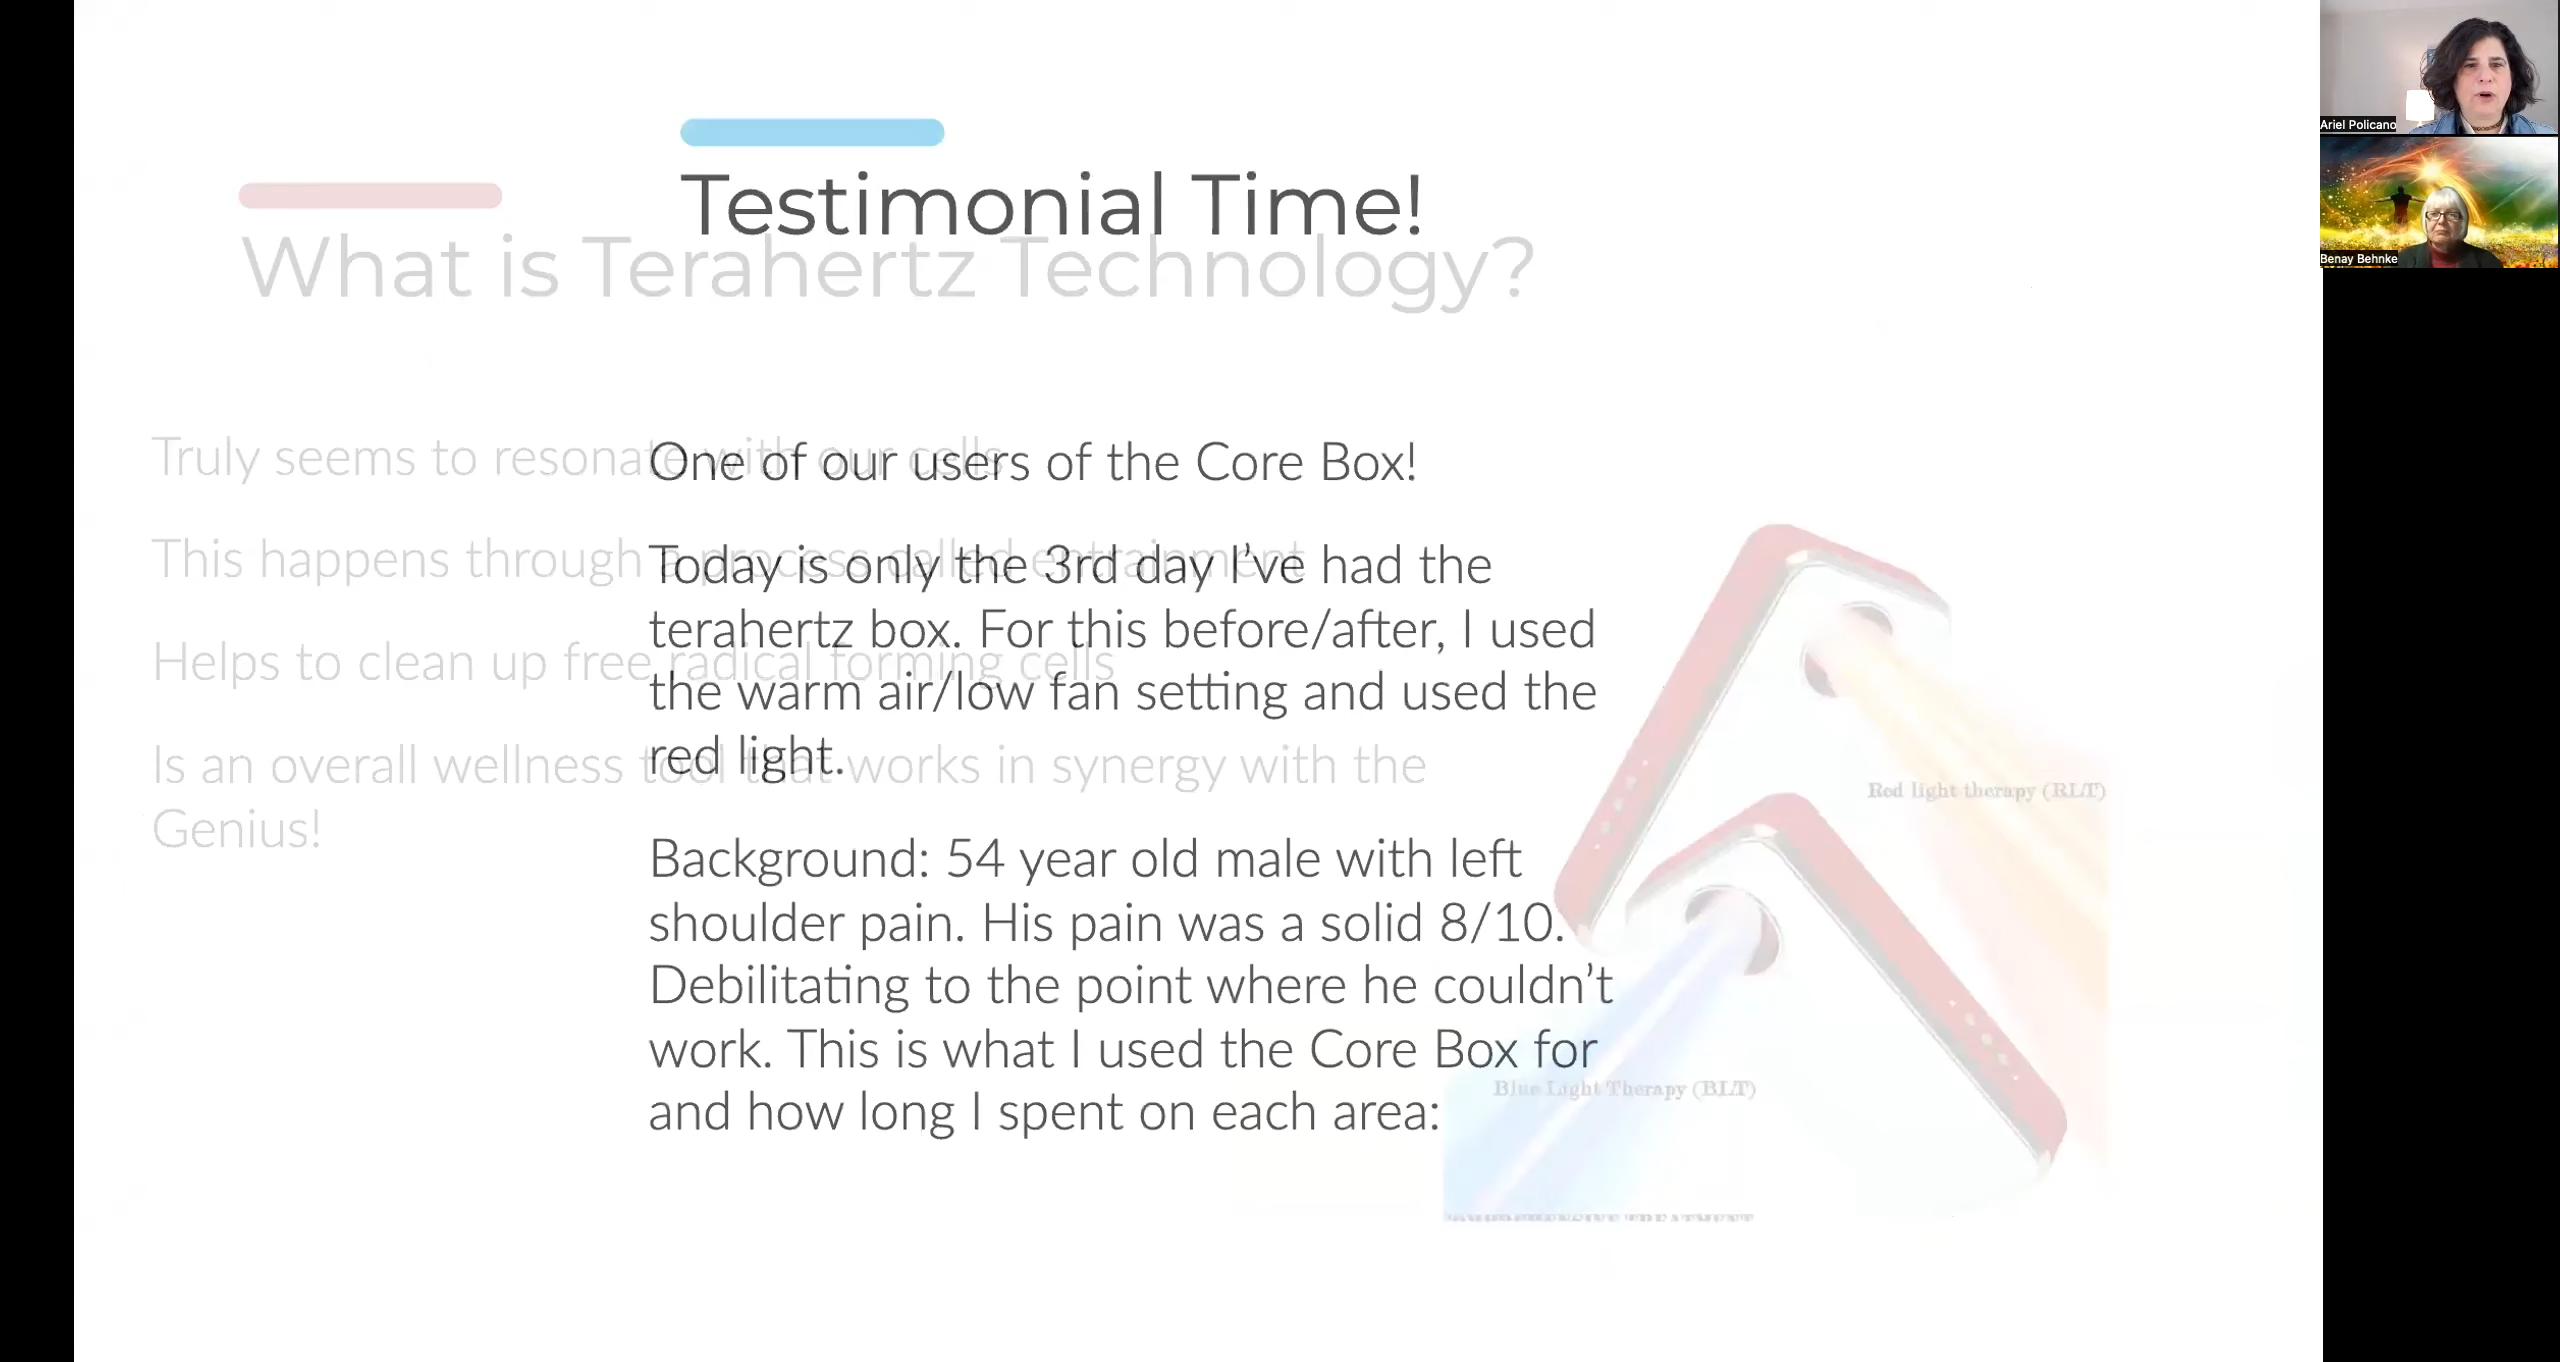 Testimonial Time!
What is Terahertz Technology?
One of our users of the Core Box!
Today is only the 3rd day I've had the
terahertz box. For this before/after, I used
the warm air/low fan setting and used the
red light.
Background: 54 year old male with left
shoulder pain. His pain was a solid 8/10.
Debilitating to the point where he couldn't
work. This is what I used the Core Box for
and how long I spent on each area:
Truly seems to resonate with our cells
This happens through a process called entrainment
Helps to clean up free radical forming cells
Is an overall wellness tool that works in synergy with the
Genius!
Red light therapy (RLT)
Blue Light Therapy (BLT)
COMPREHENSIVE TREATMENT
Ariel Policano
Benay Behnke